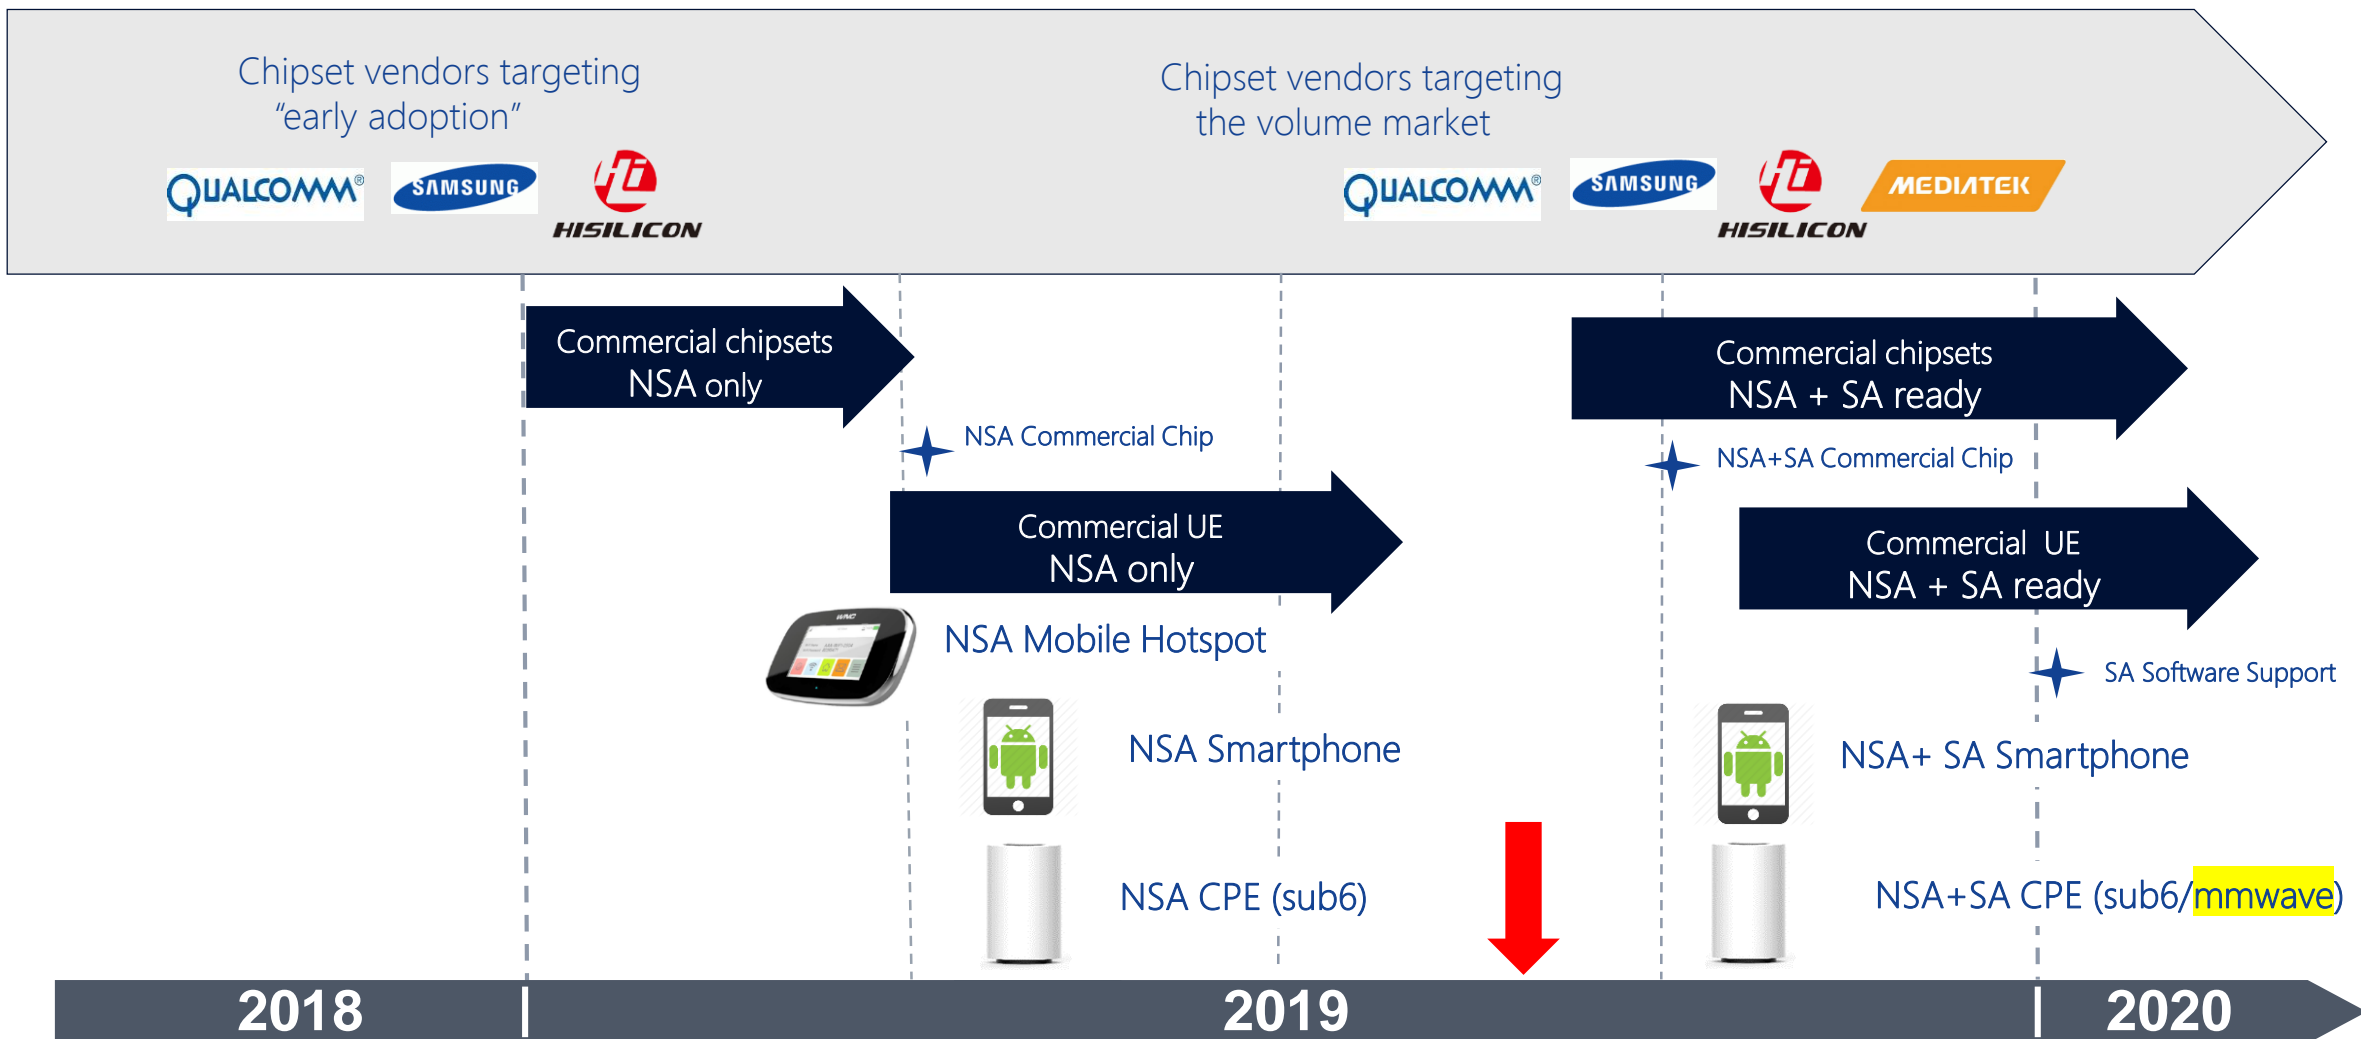 Chipset vendors targeting
“early adoption”
QUALCOMM®
SAMSUNG
HISILICON
Chipset vendors targeting
the volume market
QUALCOMM®
SAMSUNG
HISILICON
MEDIATEK
Commercial chipsets
NSA only
Commercial chipsets
NSA + SA ready
NSA Commercial Chip
NSA+SA Commercial Chip
Commercial UE
NSA only
Commercial UE
NSA + SA ready
NSA Mobile Hotspot
SA Software Support
NSA Smartphone
NSA+ SA Smartphone
NSA CPE (sub6)
NSA+SA CPE (sub6/mmwave)
2018
2019
2020